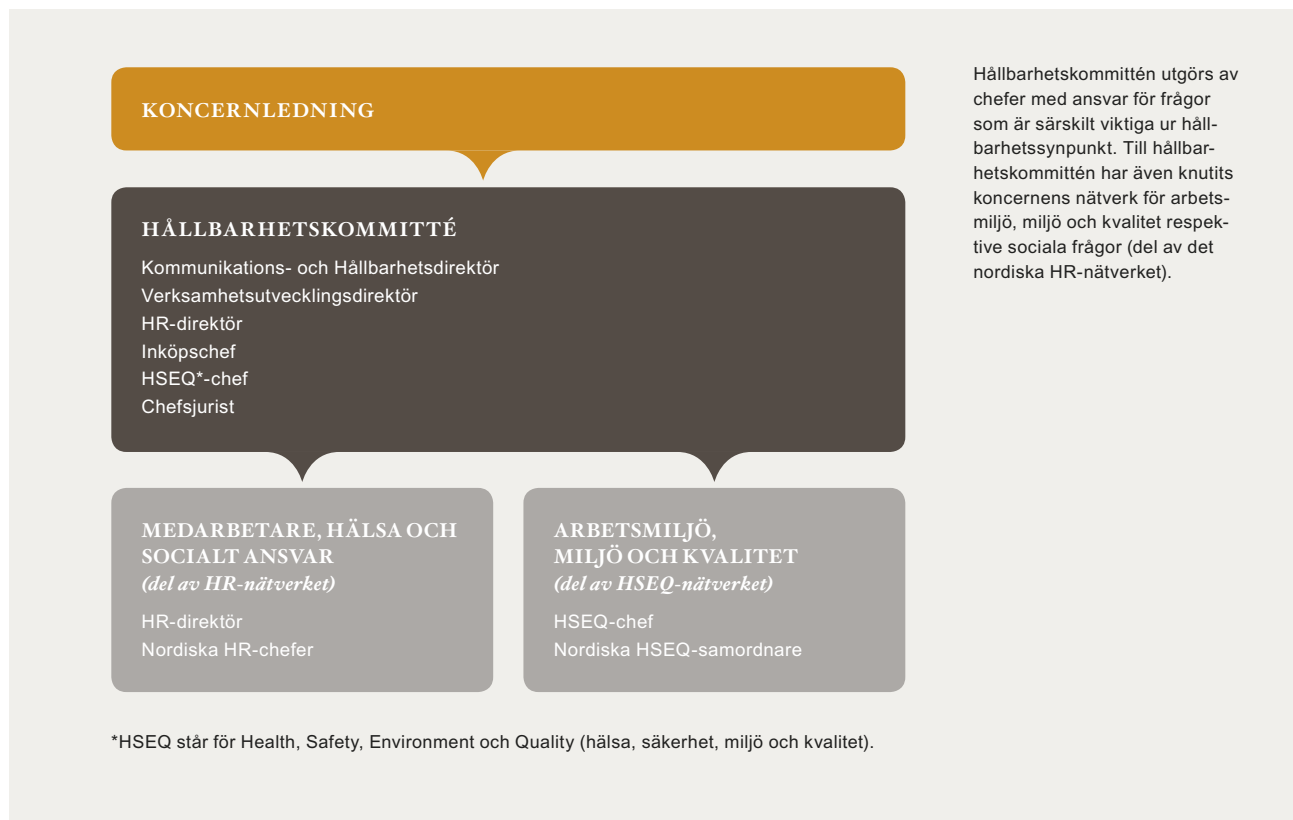 KONCERNLEDNING
HÅLLBARHETSKOMMITTÉ
Kommunikations- och Hållbarhetsdirektör
Verksamhetsutvecklingsdirektör
HR-direktör
Inköpschef
HSEQ*-chef
Chefsjurist
MEDARBETARE, HÄLSA OCH
SOCIALT ANSVAR
(del av HR-nätverket)
HR-direktör
Nordiska HR-chefer
ARBETSMILJÖ,
MILJÖ OCH KVALITET
(del av HSEQ-nätverket)
HSEQ-chef
Nordiska HSEQ-samordnare
*HSEQ står för Health, Safety, Environment och Quality (hälsa, säkerhet, miljö och kvalitet).
Hållbarhetskommittén utgörs av
chefer med ansvar för frågor
som är särskilt viktiga ur håll-
barhetssynpunkt. Till hållbar-
hetskommittén har även knutits
koncernens nätverk för arbets-
miljö, miljö och kvalitet respek-
tive sociala frågor (del av det
nordiska HR-nätverket).